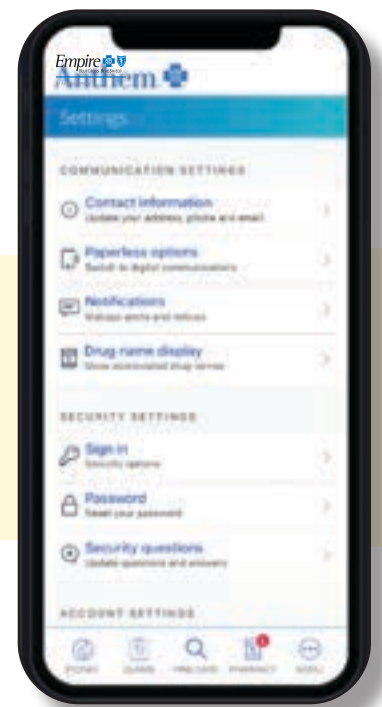 Empire
Anthem
Settings
COMMUNICATION SETTINGS
Contact information
Update your address, phone and email
Paperless options
Switch to digital communications
Notifications
Manage alerts and notices
Drug name display
Show abbreviated drug names
SECURITY SETTINGS
Sign in
Security options
Password
Reset your password
Security questions
Update questions and answers
ACCOUNT SETTINGS
CLAIMS FIND CARE PHARMACY MENU